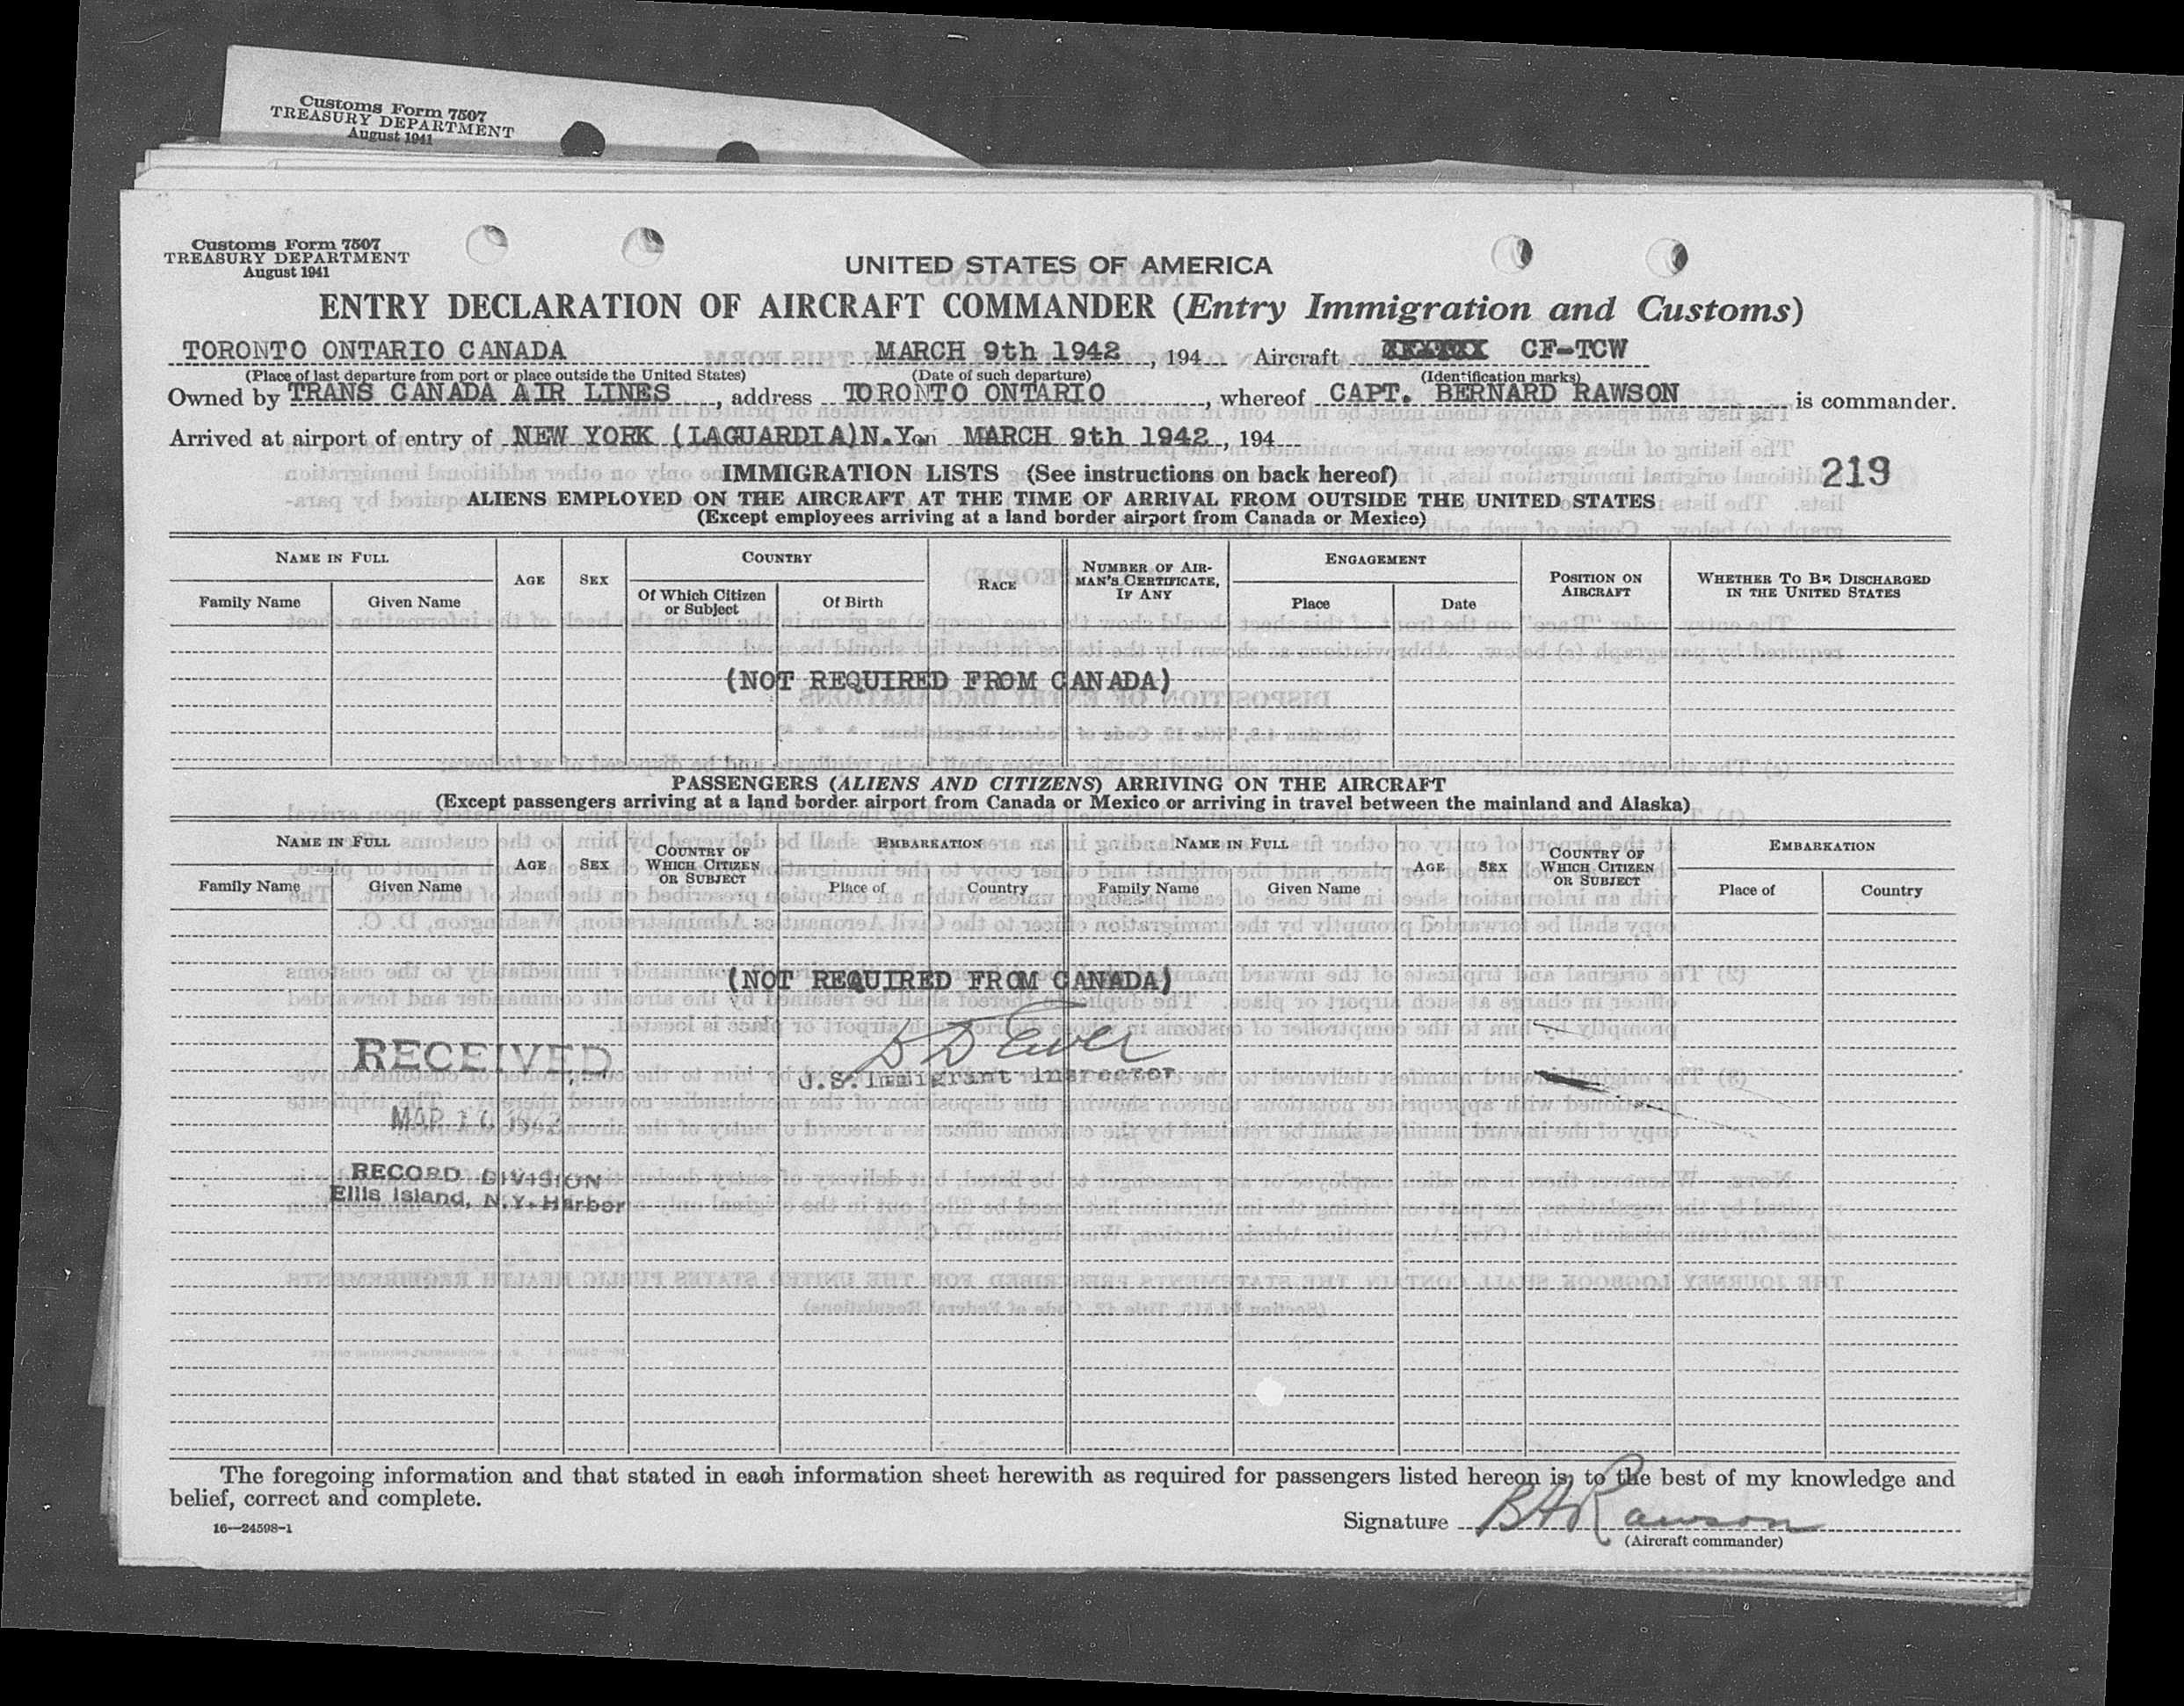 Customs Form 7507
TREASURY DEPARTMENT
August 1941
Customs Form 7507
TREASURY DEPARTMENT
August 1941
UNITED STATES OF AMERICA
ENTRY DECLARATION OF AIRCRAFT COMMANDER (Entry Immigration and Customs)
TORONTO ONTARIO CANADA MARCH 9th 1942, 194 Aircraft CF-TCW
(Place of last departure from port or place outside the United States) (Date of such departure) (Identification marks)
Owned by TRANS CANADA AIR LINES, address TORONTO ONTARIO, whereof CAPT. BERNARD RAWSON is commander.
Arrived at airport of entry of NEW YORK (LAGUARDIA)N.Y. on MARCH 9th 1942, 194
IMMIGRATION LISTS (See instructions on back hereof)
219
ALIENS EMPLOYED ON THE AIRCRAFT AT THE TIME OF ARRIVAL FROM OUTSIDE THE UNITED STATES
(Except employees arriving at a land border airport from Canada or Mexico)
NAME IN FULL AGE SEX COUNTRY RACE NUMBER OF AIRMAN'S CERTIFICATE, IF ANY ENGAGEMENT POSITION ON AIRCRAFT WHETHER TO BE DISCHARGED IN THE UNITED STATES
Family Name Given Name Of Which Citizen or Subject Of Birth Place Date
(NOT REQUIRED FROM CANADA)
PASSENGERS (ALIENS AND CITIZENS) ARRIVING ON THE AIRCRAFT
(Except passengers arriving at a land border airport from Canada or Mexico or arriving in travel between the mainland and Alaska)
NAME IN FULL AGE SEX COUNTRY OF WHICH CITIZEN OR SUBJECT EMBARKATION NAME IN FULL AGE SEX COUNTRY OF WHICH CITIZEN OR SUBJECT EMBARKATION
Family Name Given Name Place of Country Family Name Given Name Place of Country
(NOT REQUIRED FROM CANADA)
RECEIVED
U.S. Immigrant Inspector
MAR 10 1942
RECORD DIVISION
Ellis Island, N.Y. Harbor
The foregoing information and that stated in each information sheet herewith as required for passengers listed hereon is, to the best of my knowledge and
belief, correct and complete.
Signature BA Rawson
(Aircraft commander)
16—24598-1